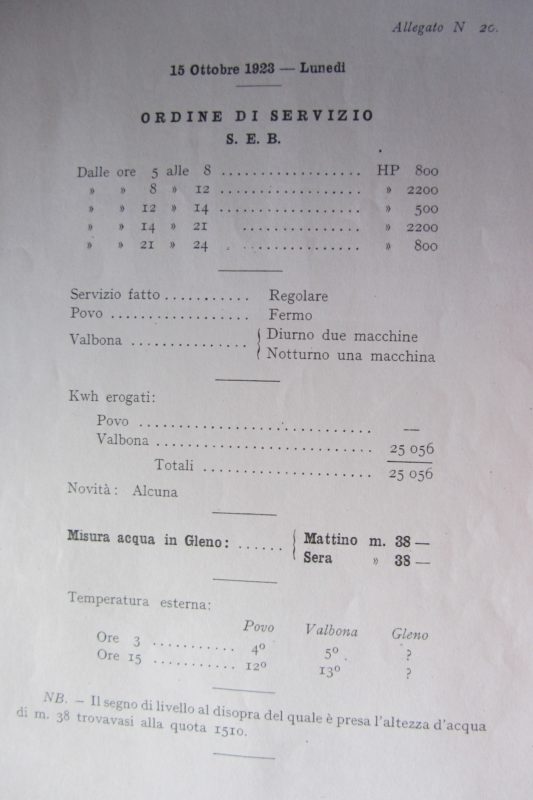 Allegato N 20.
15 Ottobre 1923 — Lunedì
ORDINE DI SERVIZIO
S. E. B.
Dalle ore 5 alle 8 .................. HP 800
» » 8 » 12 .................. » 2200
» » 12 » 14 .................. » 500
» » 14 » 21 ............... » 2200
» » 21 » 24 .................. » 800
Servizio fatto ........... Regolare
Povo .................. Fermo
Valbona ............... { Diurno due macchine
{ Notturno una macchina
Kwh erogati:
Povo .............................. —
Valbona ............................ 25 056
Totali ...................... 25 056
Novità: Alcuna
Misura acqua in Gleno: ...... { Mattino m. 38 —
{ Sera » 38 —
Temperatura esterna:
Povo Valbona Gleno
Ore 3 ........... 4° 5° ?
Ore 15 ........... 12° 13° ?
NB. — Il segno di livello al disopra del quale è presa l'altezza d'acqua
di m. 38 trovavasi alla quota 1510.